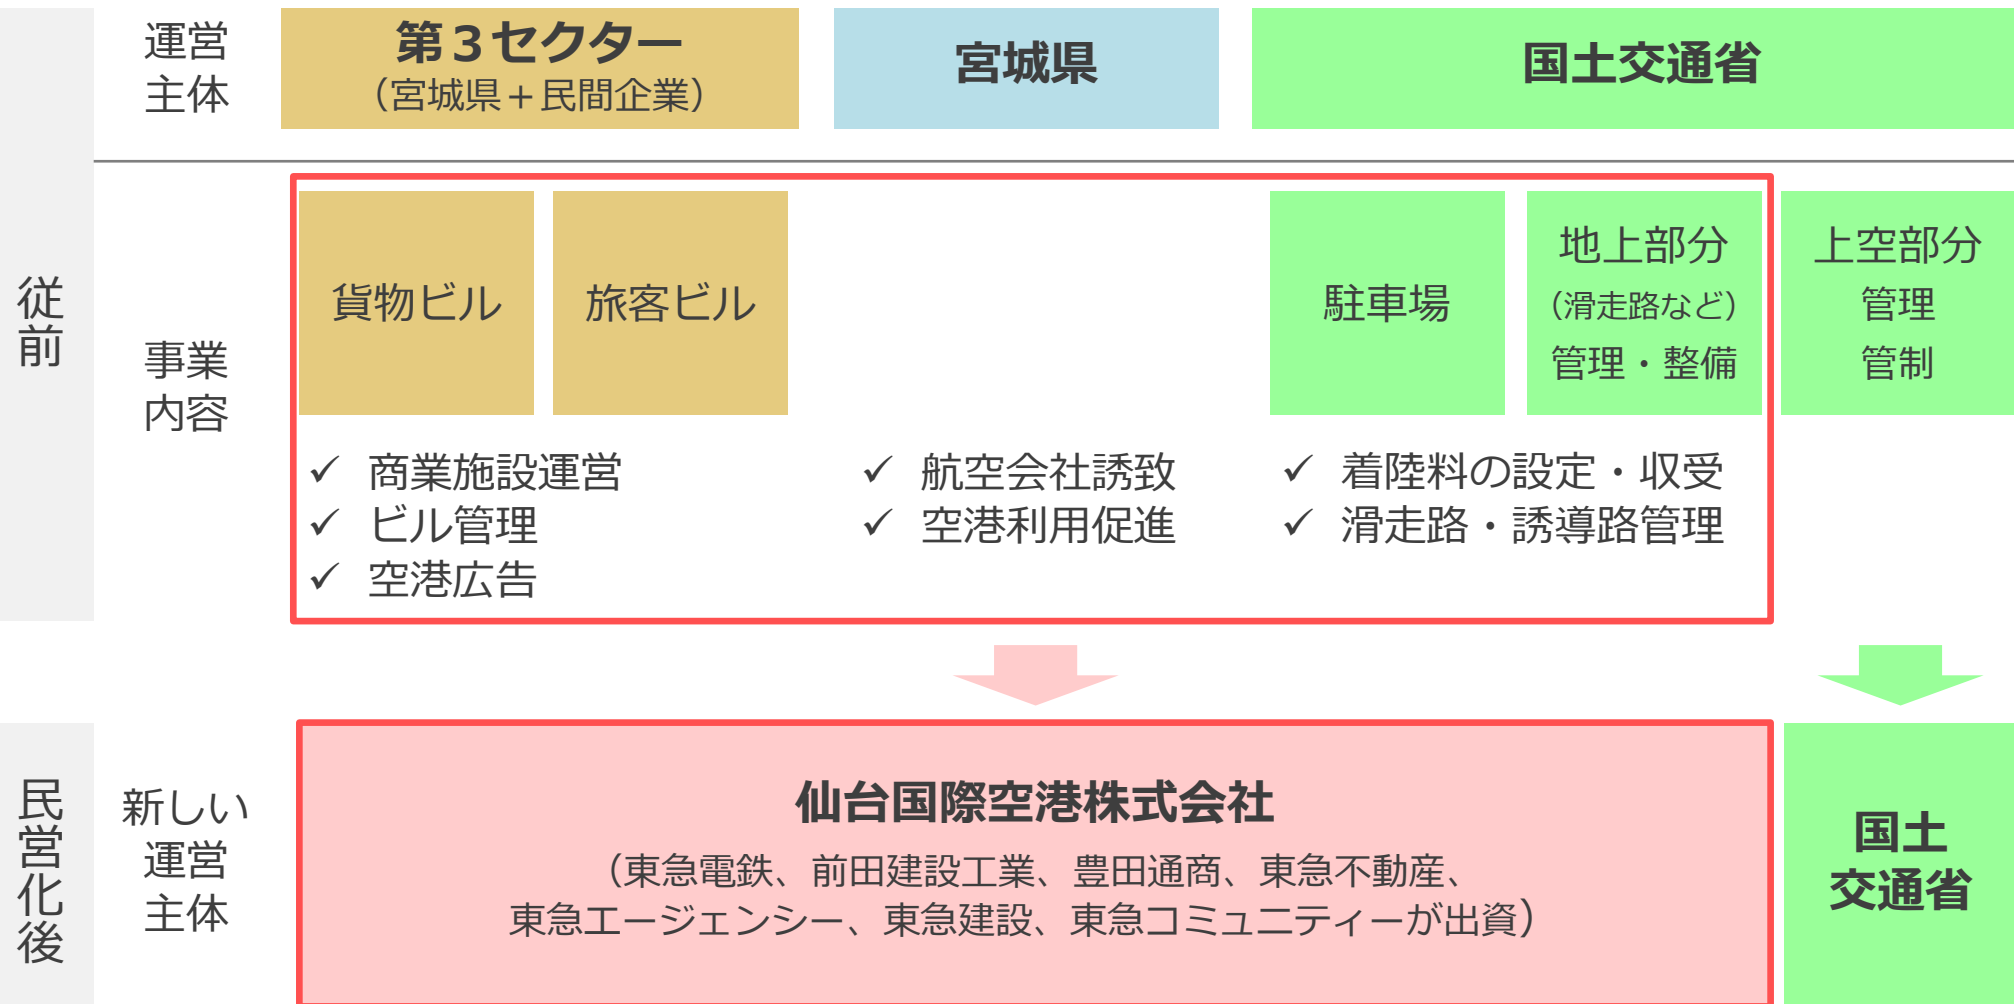 従前
運営
主体
第３セクター
（宮城県＋民間企業）
宮城県
国土交通省
事業
内容
貨物ビル
旅客ビル
駐車場
地上部分
（滑走路など）
管理・整備
上空部分
管理
管制
✓ 商業施設運営
✓ ビル管理
✓ 空港広告
✓ 航空会社誘致
✓ 空港利用促進
✓ 着陸料の設定・収受
✓ 滑走路・誘導路管理
民営化後
新しい
運営
主体
仙台国際空港株式会社
（東急電鉄、前田建設工業、豊田通商、東急不動産、
東急エージェンシー、東急建設、東急コミュニティーが出資）
国土
交通省